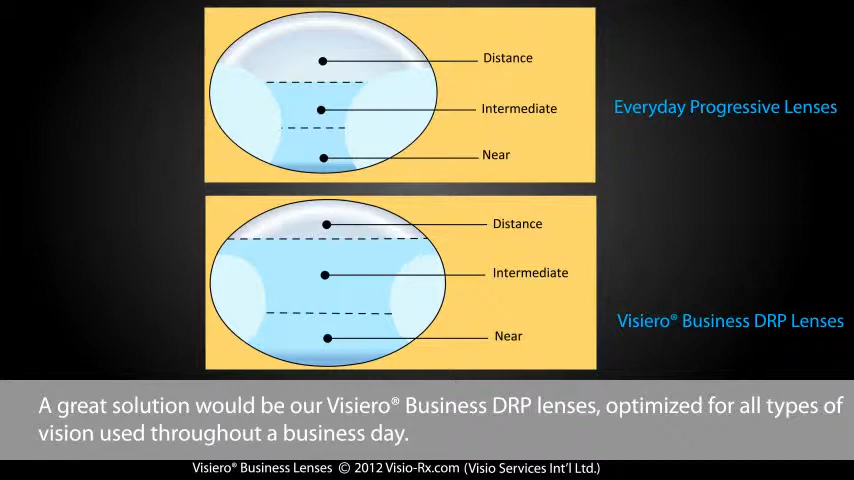 Distance
Intermediate
Near
Everyday Progressive Lenses
Distance
Intermediate
Near
Visiero® Business DRP Lenses
A great solution would be our Visiero® Business DRP lenses, optimized for all types of
vision used throughout a business day.
Visiero® Business Lenses © 2012 Visio-Rx.com (Visio Services Int'l Ltd.)